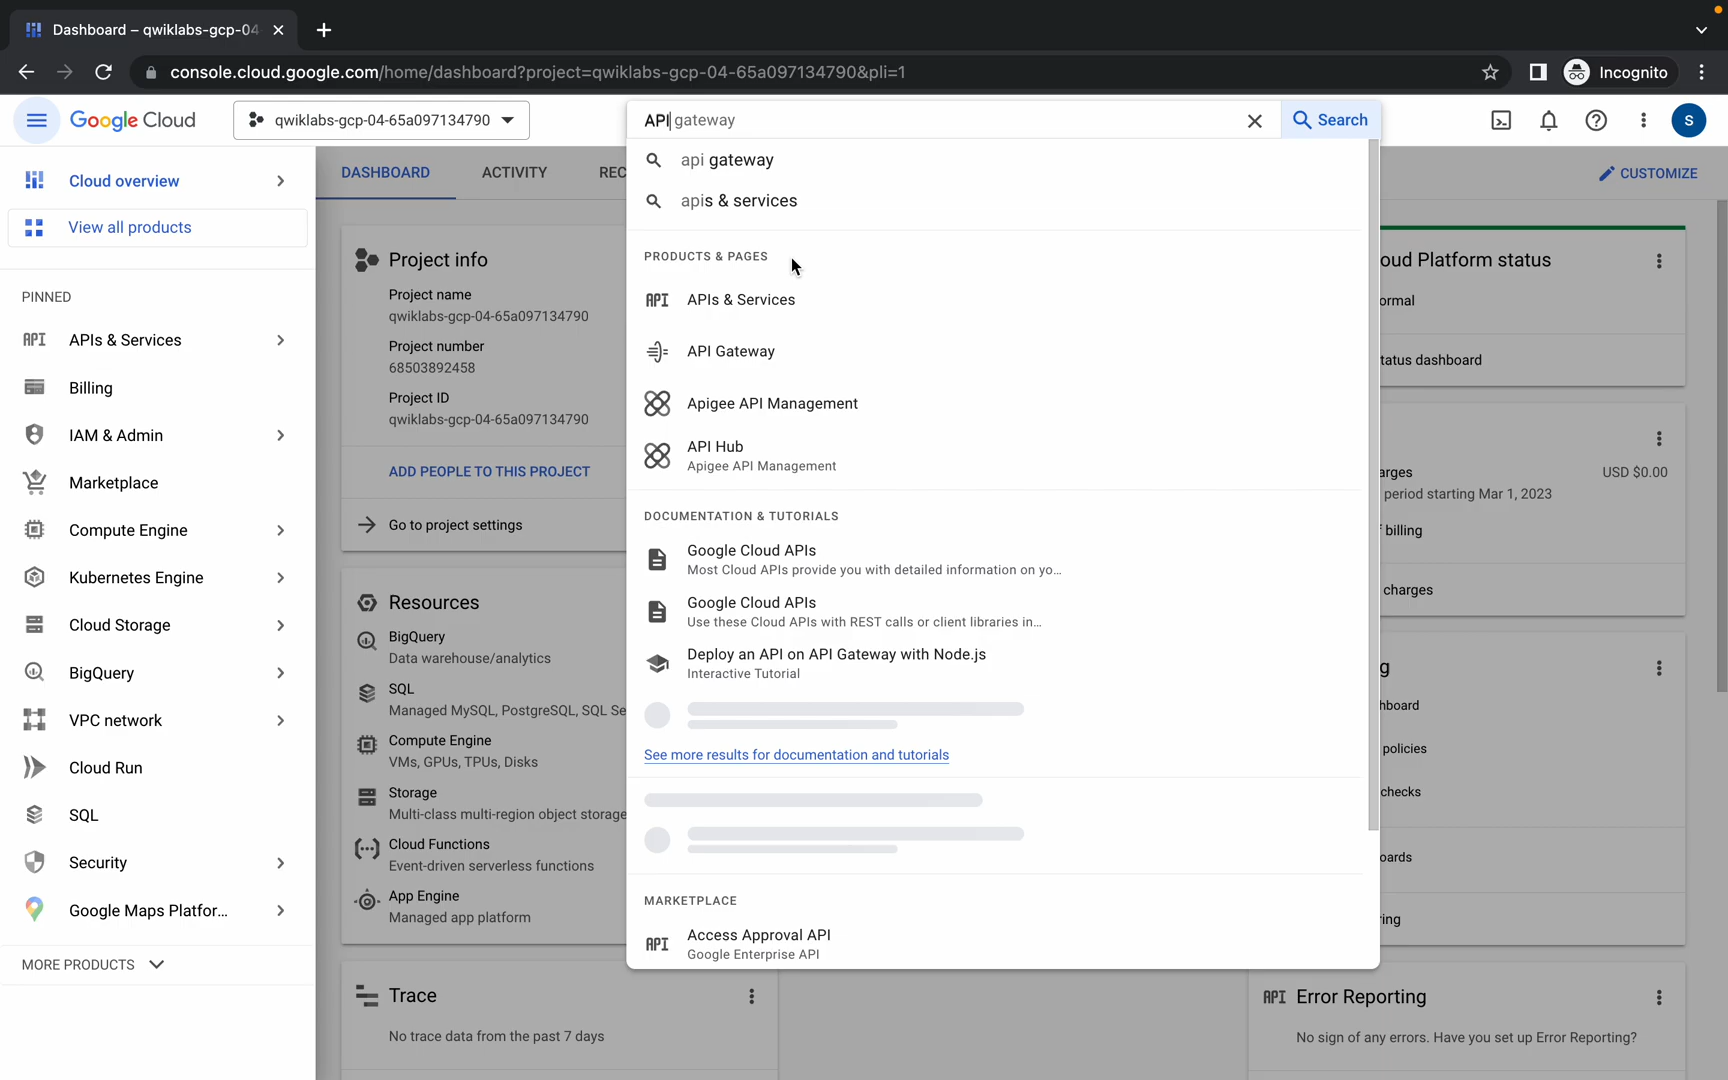 Dashboard – qwiklabs-gcp-04
console.cloud.google.com/home/dashboard?project=qwiklabs-gcp-04-65a097134790&pli=1
Incognito
Google Cloud
qwiklabs-gcp-04-65a097134790
API gateway
Search
S
Cloud overview
View all products
PINNED
APIs & Services
Billing
IAM & Admin
Marketplace
Compute Engine
Kubernetes Engine
Cloud Storage
BigQuery
VPC network
Cloud Run
SQL
Security
Google Maps Platfor...
MORE PRODUCTS
DASHBOARD
ACTIVITY
REC
CUSTOMIZE
Project info
Project name
qwiklabs-gcp-04-65a097134790
Project number
68503892458
Project ID
qwiklabs-gcp-04-65a097134790
ADD PEOPLE TO THIS PROJECT
Go to project settings
Resources
BigQuery
Data warehouse/analytics
SQL
Managed MySQL, PostgreSQL, SQL Se
Compute Engine
VMs, GPUs, TPUs, Disks
Storage
Multi-class multi-region object storage
Cloud Functions
Event-driven serverless functions
App Engine
Managed app platform
Trace
No trace data from the past 7 days
api gateway
apis & services
PRODUCTS & PAGES
API APIs & Services
API Gateway
Apigee API Management
API Hub
Apigee API Management
DOCUMENTATION & TUTORIALS
Google Cloud APIs
Most Cloud APIs provide you with detailed information on yo...
Google Cloud APIs
Use these Cloud APIs with REST calls or client libraries in...
Deploy an API on API Gateway with Node.js
Interactive Tutorial
See more results for documentation and tutorials
MARKETPLACE
API Access Approval API
Google Enterprise API
oud Platform status
ormal
tatus dashboard
arges
USD $0.00
period starting Mar 1, 2023
f billing
charges
g
hboard
policies
checks
oards
ring
API Error Reporting
No sign of any errors. Have you set up Error Reporting?